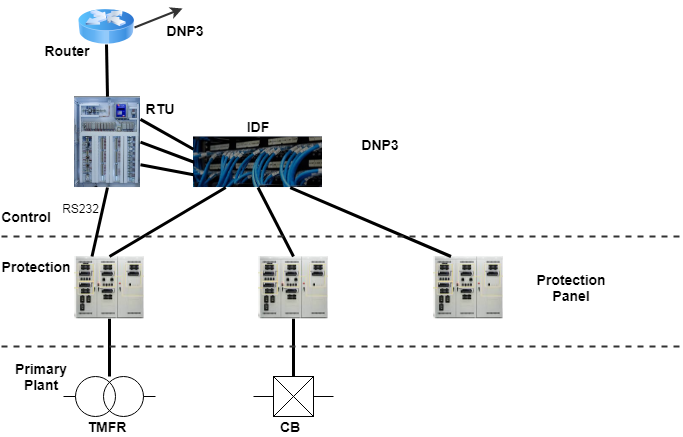 DNP3
Router
RTU
IDF
DNP3
RS232
Control
Protection
Protection
Panel
Primary
Plant
TMFR
CB